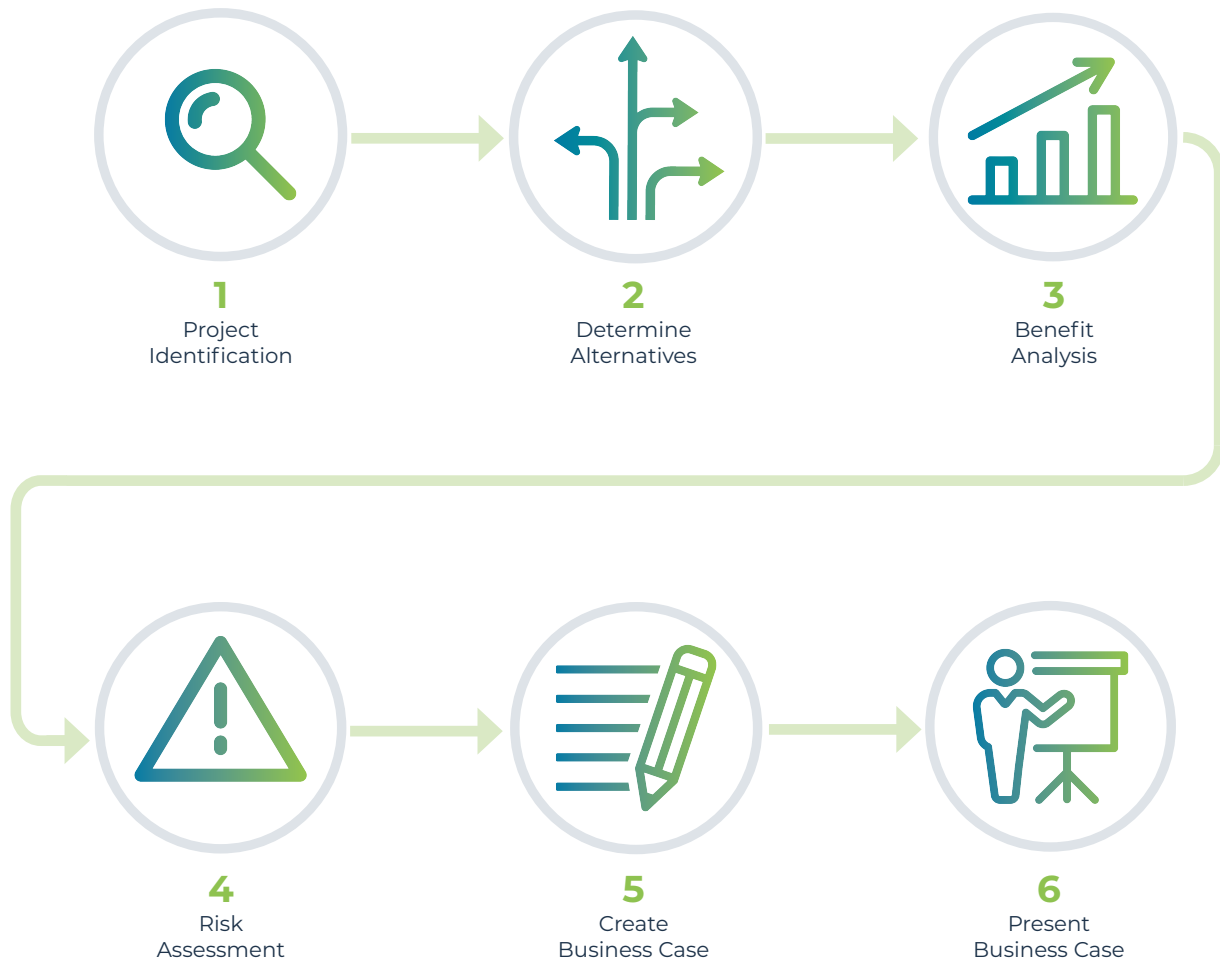 1
Project
Identification
2
Determine
Alternatives
3
Benefit
Analysis
4
Risk
Assessment
5
Create
Business Case
6
Present
Business Case